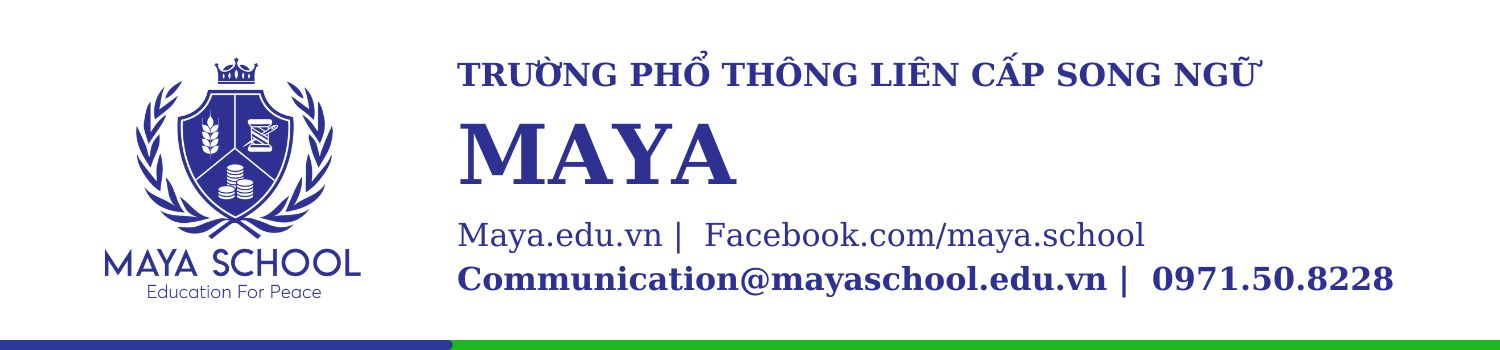 MAYA SCHOOL
Education For Peace
TRƯỜNG PHỔ THÔNG LIÊN CẤP SONG NGỮ
MAYA
Maya.edu.vn | Facebook.com/maya.school
Communication@mayaschool.edu.vn | 0971.50.8228